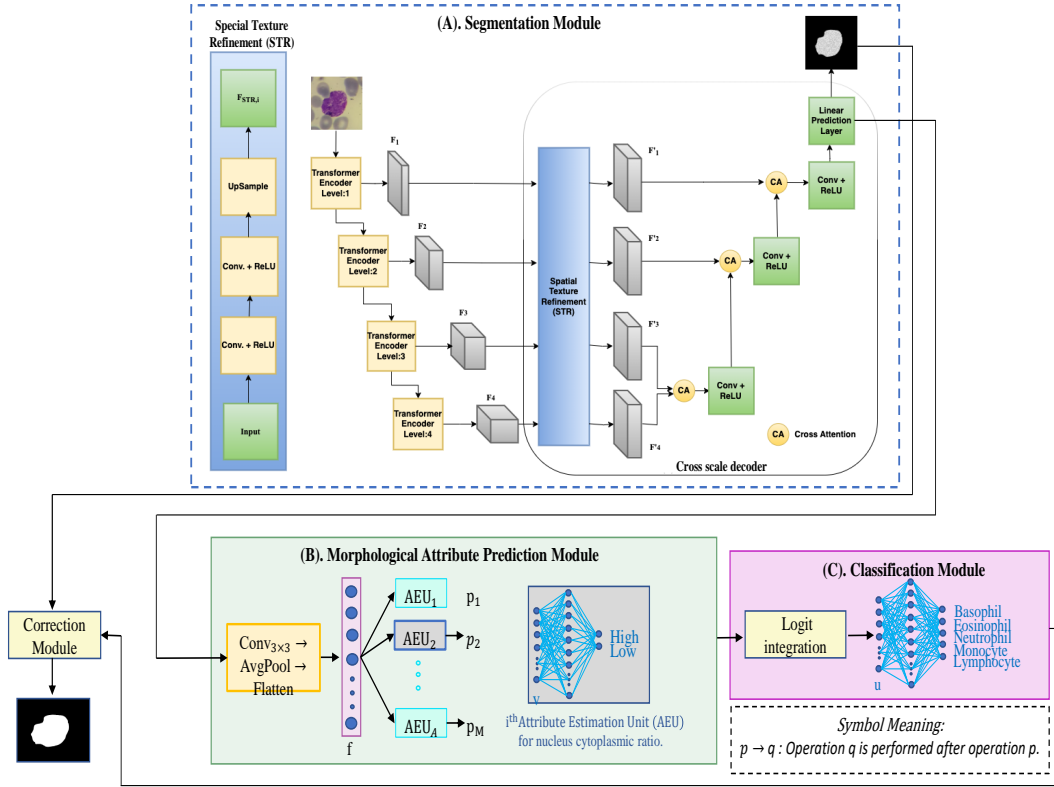 (A). Segmentation Module
Special Texture
Refinement (STR)
F_STR,i
UpSample
Conv. + ReLU
Conv. + ReLU
Input
Transformer
Encoder
Level:1
Transformer
Encoder
Level:2
Transformer
Encoder
Level:3
Transformer
Encoder
Level:4
F1
F2
F3
F4
Spatial
Texture
Refinement
(STR)
F'1
F'2
F'3
F'4
CA
CA
CA
Conv +
ReLU
Conv +
ReLU
Conv +
ReLU
Linear
Prediction
Layer
CA Cross Attention
Cross scale decoder
Correction
Module
(B). Morphological Attribute Prediction Module
Conv3×3 →
AvgPool →
Flatten
f
AEU1 p1
AEU2 p2
AEUA pM
High
Low
v
ith Attribute Estimation Unit (AEU)
for nucleus cytoplasmic ratio.
(C). Classification Module
Logit
integration
u
Basophil
Eosinophil
Neutrophil
Monocyte
Lymphocyte
Symbol Meaning:
p → q : Operation q is performed after operation p.